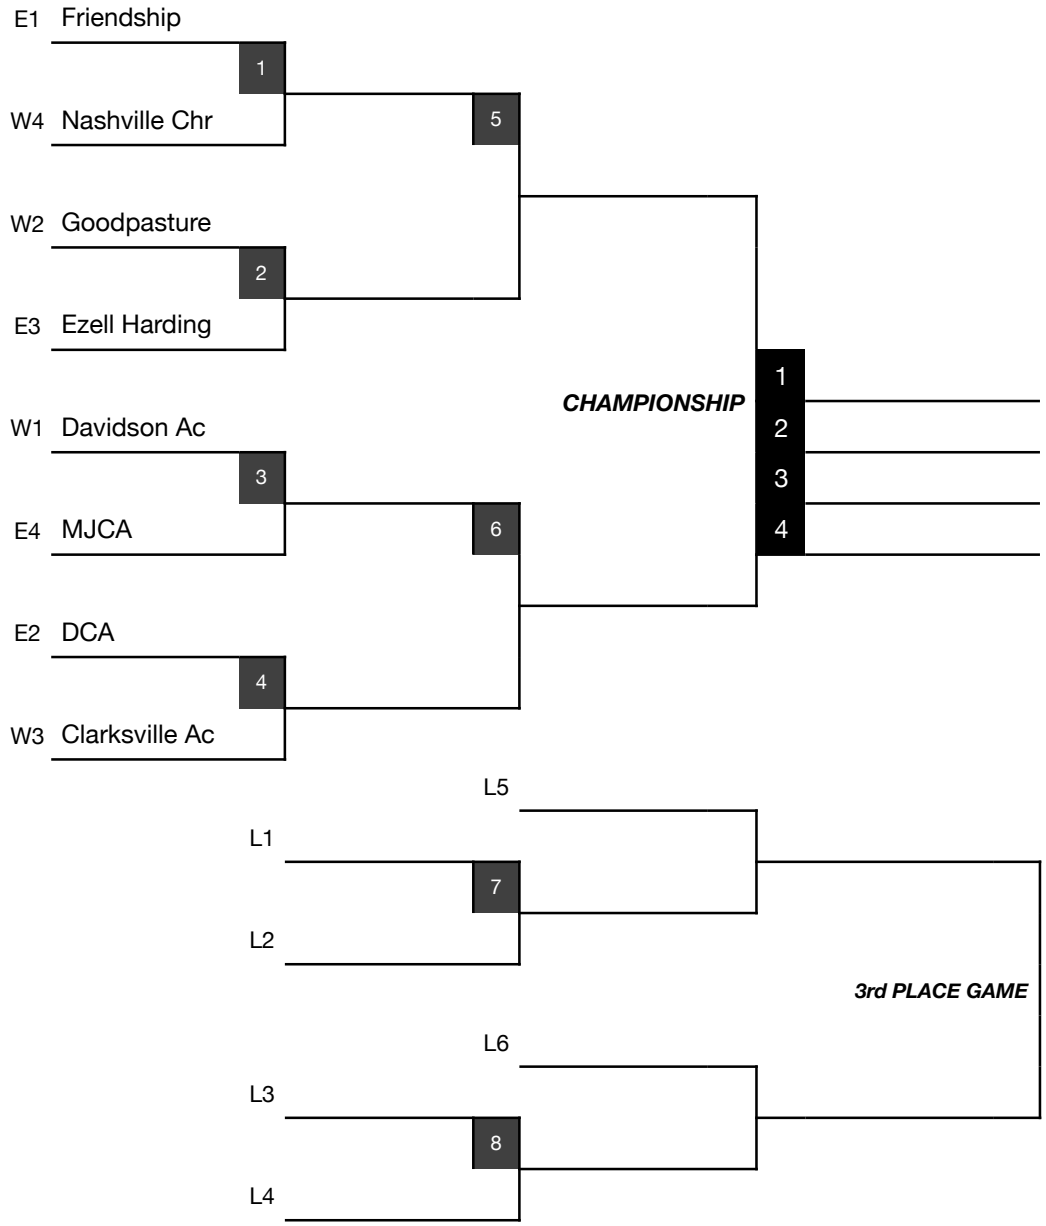 E1 Friendship
1
W4 Nashville Chr
5
W2 Goodpasture
2
E3 Ezell Harding
1
CHAMPIONSHIP
W1 Davidson Ac
2
3
3
E4 MJCA
6
4
E2 DCA
4
W3 Clarksville Ac
L5
L1
7
L2
3rd PLACE GAME
L6
L3
8
L4